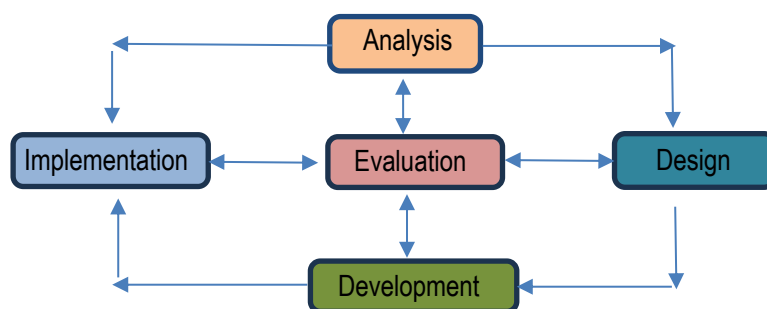 Analysis
Implementation
Evaluation
Design
Development